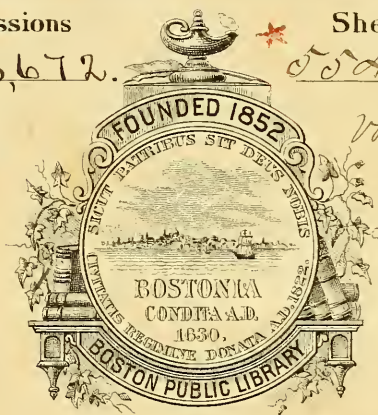 ssions
She
,672.
FOUNDED 1852
SICUT PATRIBUS SIT DEUS NOBIS
BOSTONIA
CONDITA A.D.
1630.
CIVITATIS REGIMINE DONATA A.D. 1822.
BOSTON PUBLIC LIBRARY